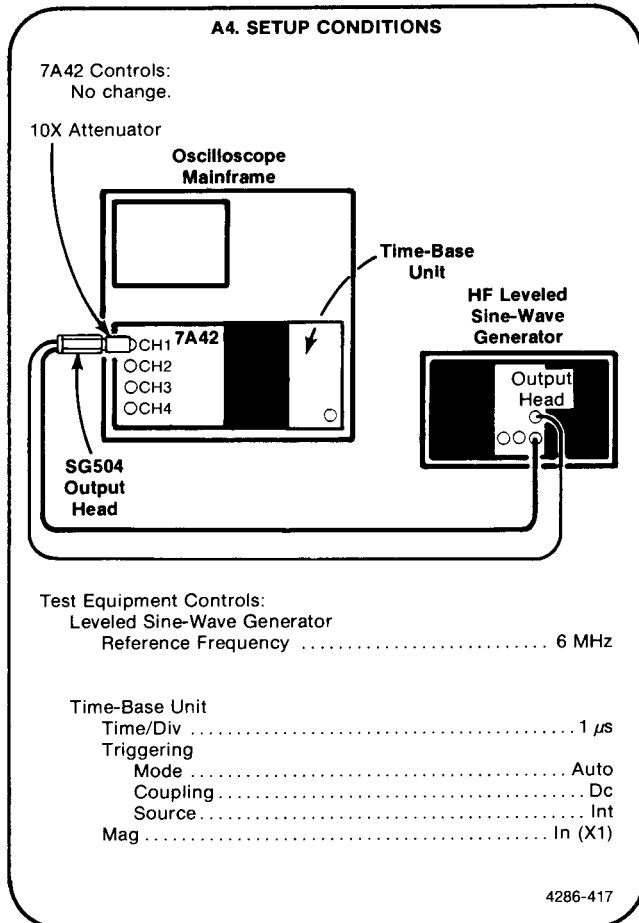 A4. SETUP CONDITIONS
7A42 Controls:
No change.
10X Attenuator
Oscilloscope
Mainframe
Time-Base
Unit
HF Leveled
Sine-Wave
Generator
CH1 7A42
CH2
CH3
CH4
Output
Head
SG504
Output
Head
Test Equipment Controls:
Leveled Sine-Wave Generator
Reference Frequency ........................... 6 MHz
Time-Base Unit
Time/Div ........................................... 1 µs
Triggering
Mode ........................................... Auto
Coupling ........................................... Dc
Source ........................................... Int
Mag ........................................... In (X1)
4286-417